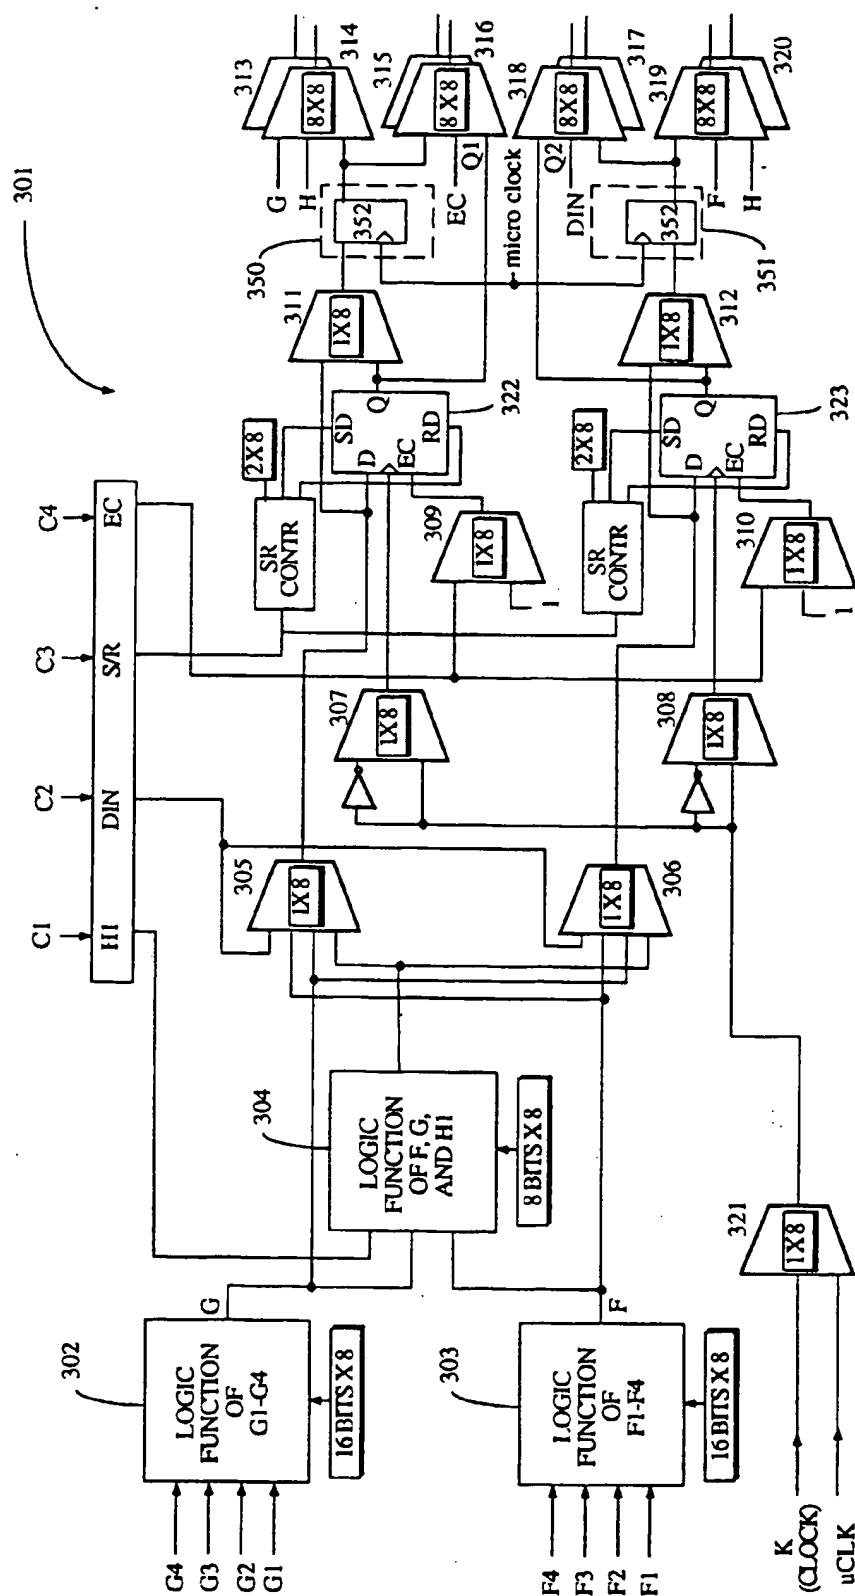 301
C1
C2
C3
C4
H1
DIN
S/R
EC
G4
G3
G2
G1
302
LOGIC
FUNCTION
OF
G1-G4
16 BITS X 8
G
F4
F3
F2
F1
303
LOGIC
FUNCTION
OF
F1-F4
16 BITS X 8
F
304
LOGIC
FUNCTION
OF F, G,
AND H1
8 BITS X 8
K
(CLOCK)
uCLK
321
1X8
305
1X8
306
1X8
307
1X8
308
1X8
SR
CONTR
2X8
309
1X8
1
SD
D
EC
RD
Q
322
SR
CONTR
2X8
310
1X8
1
SD
D
EC
RD
Q
323
311
1X8
312
1X8
350
352
micro clock
352
351
G
H
313
8X8
314
EC
Q1
315
8X8
316
DIN
Q2
318
8X8
317
F
H
319
8X8
320